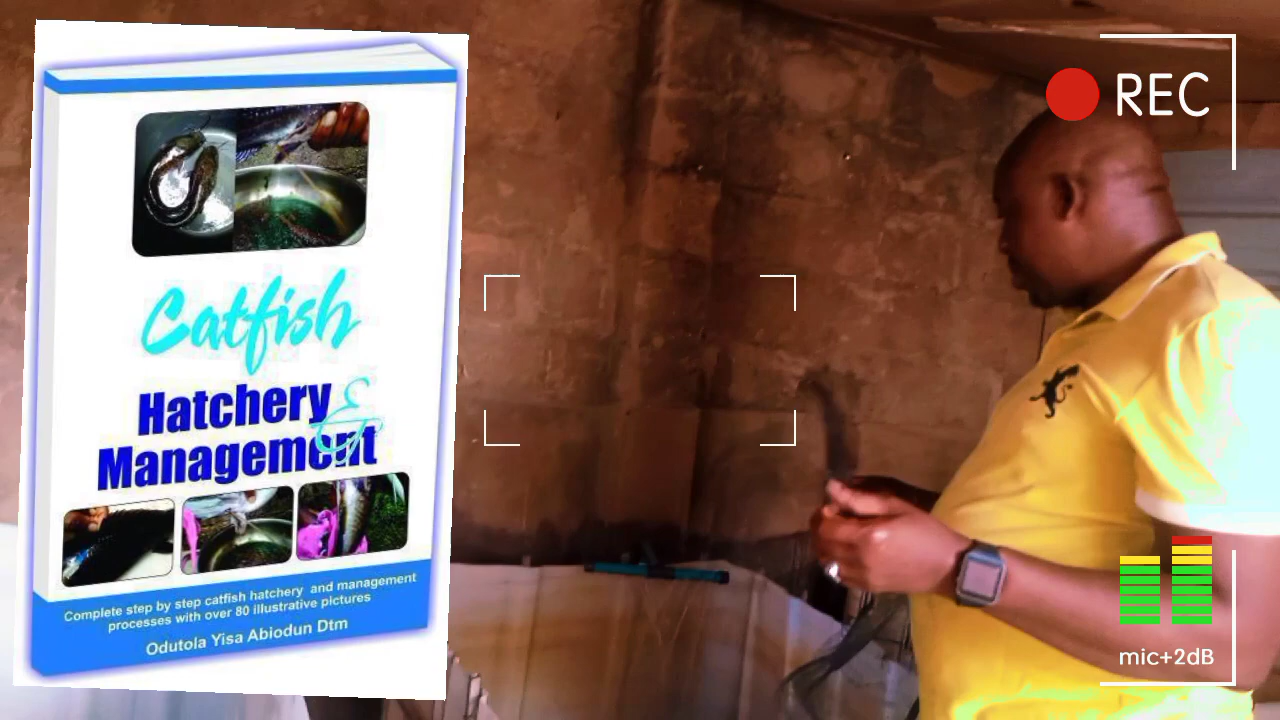 Catfish
Hatchery &
Management
Complete step by step catfish hatchery and management
processes with over 80 illustrative pictures
Odutola Yisa Abiodun Dtm
REC
mic+2dB